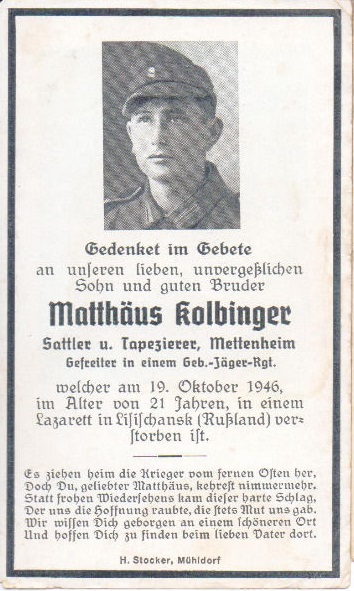 Gedenket im Gebete
an unseren lieben, unvergeßlichen
Sohn und guten Bruder
Matthäus Kolbinger
Sattler u. Tapezierer, Mettenheim
Gefreiter in einem Geb.-Jäger-Rgt.
welcher am 19. Oktober 1946,
im Alter von 21 Jahren, in einem
Lazarett in Lisischansk (Rußland) ver-
storben ist.
Es ziehen heim die Krieger vom fernen Osten her,
Doch Du, geliebter Matthäus, kehrest nimmermehr.
Statt frohen Wiedersehens kam dieser harte Schlag,
Der uns die Hoffnung raubte, die stets Mut uns gab.
Wir wissen Dich geborgen an einem schöneren Ort
Und hoffen Dich zu finden beim lieben Vater dort.
H. Stocker, Mühldorf